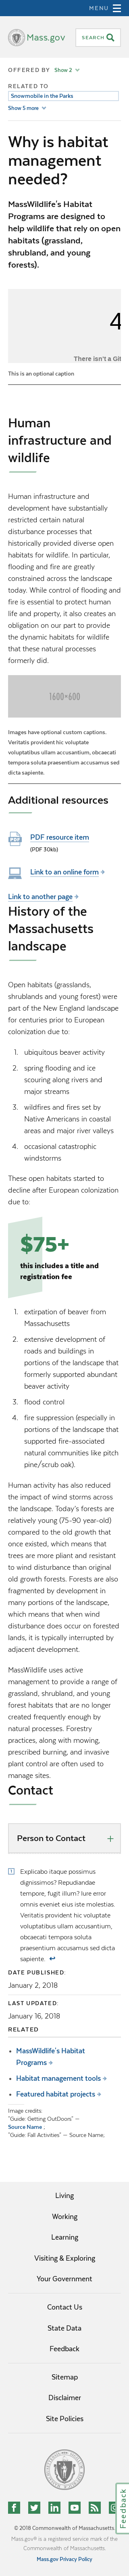 MENU
Mass.gov
SEARCH
OFFERED BY Show 2
RELATED TO
Snowmobile in the Parks
Show 5 more
Why is habitat
management
needed?
MassWildlife's Habitat
Programs are designed to
help wildlife that rely on
open habitats (grassland,
shrubland, and young
forests).
4
There isn't a Git
This is an optional caption
Human
infrastructure and
wildlife
Human infrastructure and
development have substantially
restricted certain natural
disturbance processes that
historically produced diverse open
habitats within the landscape. In
particular, flooding and fire are
greatly limited on our landscape
today. While control of flooding and
fire is essential to protect human
life and property, it also creates an
obligation on our part to provide
the dynamic habitats for wildlife
that these natural processes
formerly did.
1600×600
Images have optional custom captions.
Veritatis provident hic voluptate
voluptatibus ullam accusantium, obcaecati
tempora soluta praesentium accusamus sed
dicta sapiente.
Additional resources
PDF resource item
(PDF 30kb)
Link to an online form →
Link to another page →
History of the
Massachusetts
landscape
Open habitats (grasslands,
shrublands and young forest) have
been part of the New England landscape
for centuries prior to European
colonization due to:
1. ubiquitous beaver activity
2. spring flooding and ice
scouring along rivers and
major streams
3. wildfires and fires set by
Native Americans in coastal
areas and major river valleys
4. occasional catastrophic
windstorms
These open habitats started to
decline after European colonization
due to:
$75+
this includes a title and
registration fee
1. extirpation of beaver from
Massachusetts
2. extensive development of
roads and buildings in
portions of the landscape that
formerly supported abundant
beaver activity
3. flood control
4. fire suppression (especially in
portions of the landscape that
supported fire-associated
natural communities like pitch
pine/scrub oak).
Human activity has also reduced
the impact of wind storms across
the landscape. Today's forests are
relatively young (75-90 year-old)
compared to the old growth that
once existed, which means that
trees are more pliant and resistant
to wind disturbance. In addition,
because so many forests are
fragmented by development and
many more in portions of the
landscape that, when natural
disturbance does occur on forested
lands, it is typically interrupted by
adjacent development.
MassWildlife uses active
management to provide a range of
grassland, shrubland, and young
forest habitats that are no longer
created frequently enough by
natural disturbances. Forestry
practices, along with mowing,
prescribed burning, and invasive
plant control can be used to
manage sites.
Contact
Person to Contact
1 Explicabo itaque possimus
dignissimos? Repudiandae
tempore, fugit illum? Iure error
omnis eveniet eius iste molestias.
Veritatis provident hic voluptate
voluptatibus ullam accusantium,
obcaecati tempora soluta
praesentium accusamus sed dicta
sapiente. ↩
DATE PUBLISHED:
January 2, 2018
LAST UPDATED:
January 16, 2018
RELATED
MassWildlife's Habitat
Programs →
Habitat management tools →
Featured habitat projects →
Image credits:
"Guide: Getting OutDoors" —
Source Name ,
"Guide: Fall Activities" — Source Name,
Living
Working
Learning
Visiting & Exploring
Your Government
Contact Us
State Data
Feedback
Sitemap
Disclaimer
Site Policies
Feedback
© 2018 Commonwealth of Massachusetts.
Mass.gov® is a registered service mark of the
Commonwealth of Massachusetts.
Mass.gov Privacy Policy